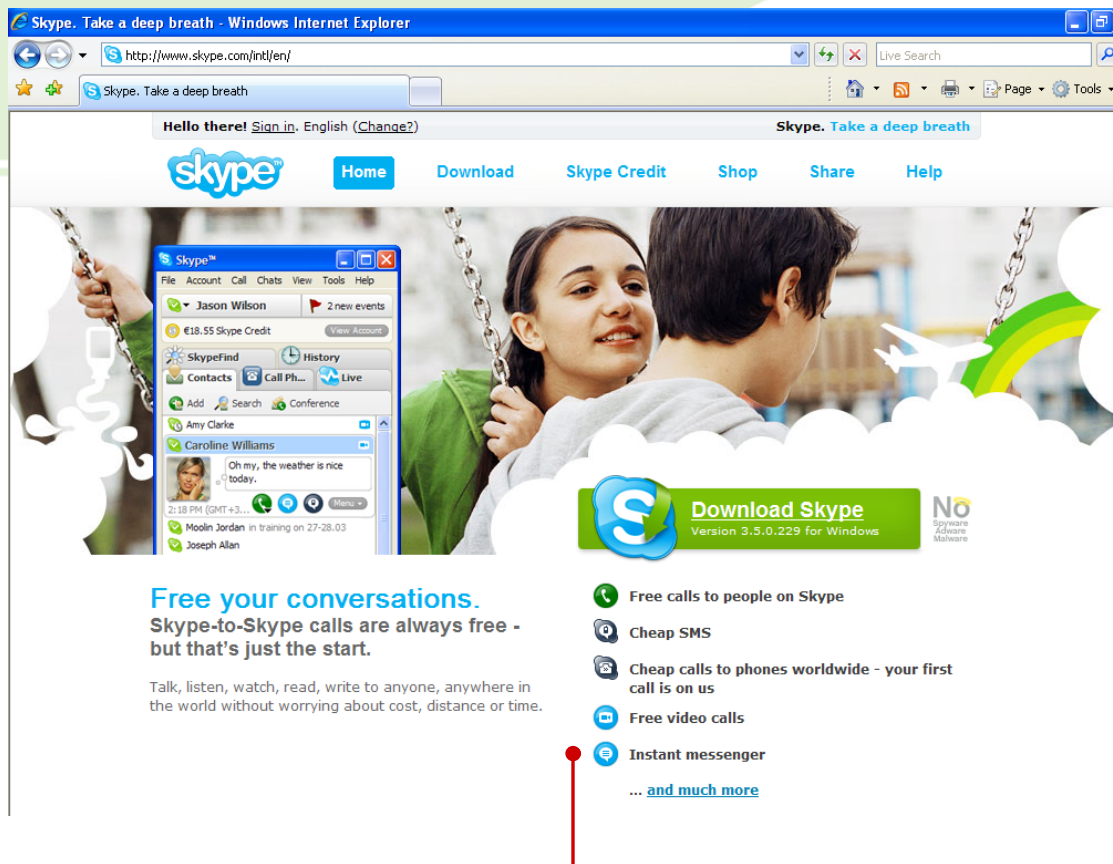 Skype. Take a deep breath - Windows Internet Explorer
http://www.skype.com/intl/en/
Live Search
Skype. Take a deep breath
Page
Tools
Hello there! Sign in. English (Change?)
Skype. Take a deep breath
skype™
Home
Download
Skype Credit
Shop
Share
Help
Skype™
File Account Call Chats View Tools Help
Jason Wilson
2 new events
€18.55 Skype Credit
View Account
SkypeFind
History
Contacts
Call Ph...
Live
Add
Search
Conference
Amy Clarke
Caroline Williams
Oh my, the weather is nice
today.
2:18 PM (GMT+3...
Menu
Moolin Jordan in training on 27-28.03
Joseph Allan
Download Skype
Version 3.5.0.229 for Windows
No
Spyware
Adware
Malware
Free your conversations.
Skype-to-Skype calls are always free -
but that's just the start.
Talk, listen, watch, read, write to anyone, anywhere in
the world without worrying about cost, distance or time.
Free calls to people on Skype
Cheap SMS
Cheap calls to phones worldwide - your first
call is on us
Free video calls
Instant messenger
... and much more